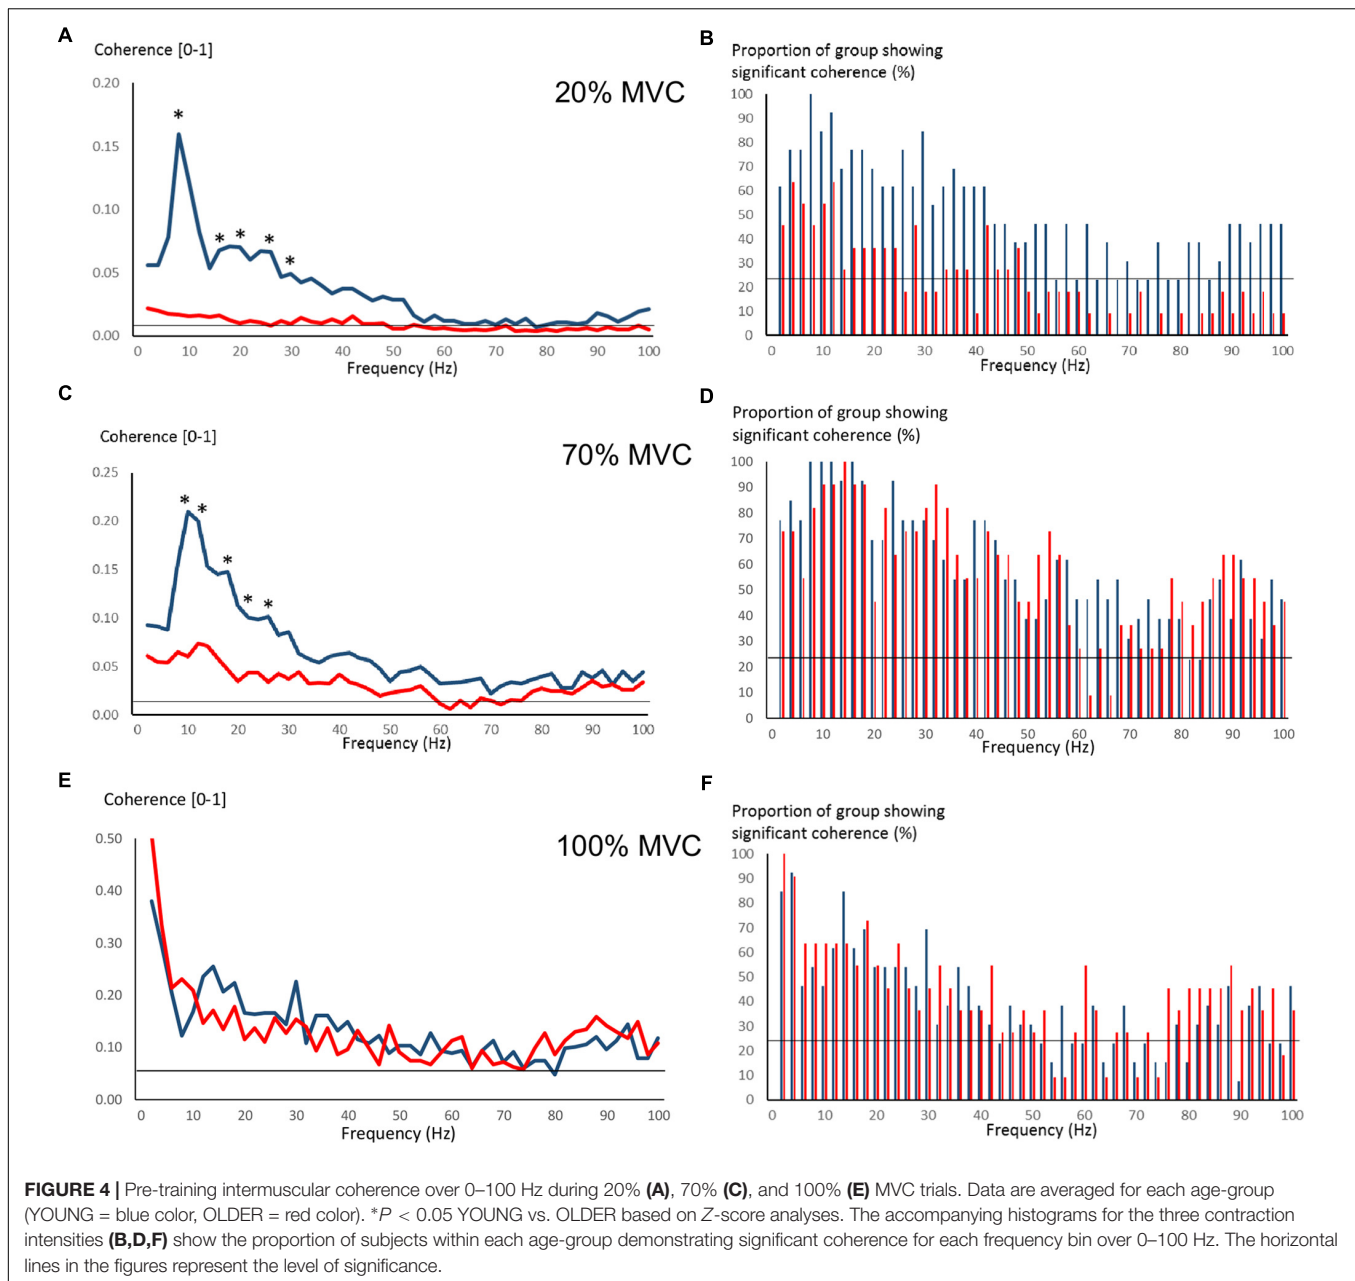 A
Coherence [0-1]
20% MVC
0.20
0.15
0.10
0.05
0.00
*
* * * *
0 10 20 30 40 50 60 70 80 90 100
Frequency (Hz)
B
Proportion of group showing
significant coherence (%)
100
90
80
70
60
50
40
30
20
10
0
0 10 20 30 40 50 60 70 80 90 100
Frequency (Hz)
C
Coherence [0-1]
70% MVC
0.25
0.20
0.15
0.10
0.05
0.00
* *
*
* *
0 10 20 30 40 50 60 70 80 90 100
Frequency (Hz)
D
Proportion of group showing
significant coherence (%)
100
90
80
70
60
50
40
30
20
10
0
0 10 20 30 40 50 60 70 80 90 100
Frequency (Hz)
E
Coherence [0-1]
100% MVC
0.50
0.40
0.30
0.20
0.10
0.00
0 10 20 30 40 50 60 70 80 90 100
Frequency (Hz)
F
Proportion of group showing
significant coherence (%)
100
90
80
70
60
50
40
30
20
10
0
0 10 20 30 40 50 60 70 80 90 100
Frequency (Hz)
FIGURE 4 | Pre-training intermuscular coherence over 0–100 Hz during 20% (A), 70% (C), and 100% (E) MVC trials. Data are averaged for each age-group
(YOUNG = blue color, OLDER = red color). *P < 0.05 YOUNG vs. OLDER based on Z-score analyses. The accompanying histograms for the three contraction
intensities (B,D,F) show the proportion of subjects within each age-group demonstrating significant coherence for each frequency bin over 0–100 Hz. The horizontal
lines in the figures represent the level of significance.